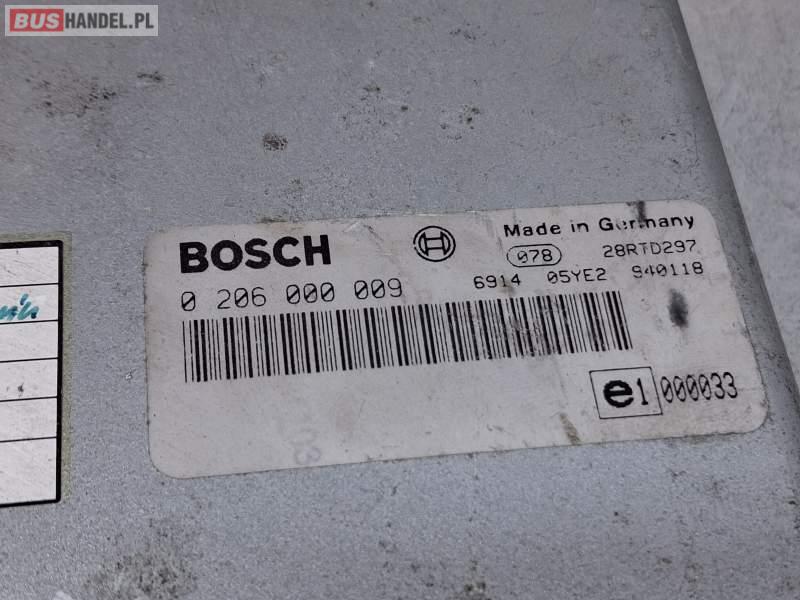 BUSHANDEL.PL
Made in Germany
BOSCH
078 28RTD297
0 206 000 009
6914 05YE2 940118
e1 000033